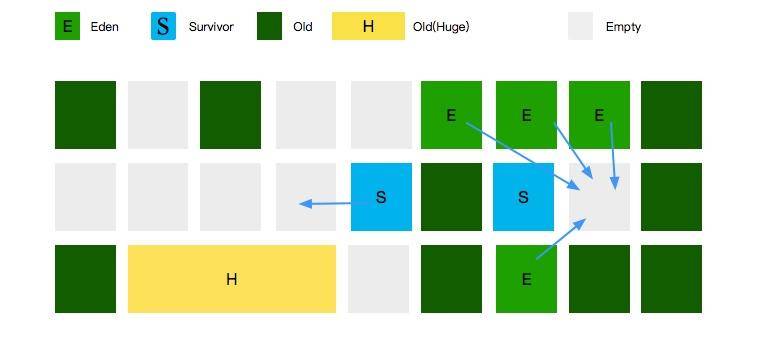 E Eden S Survivor Old H Old(Huge) Empty
E E E
S S
H E